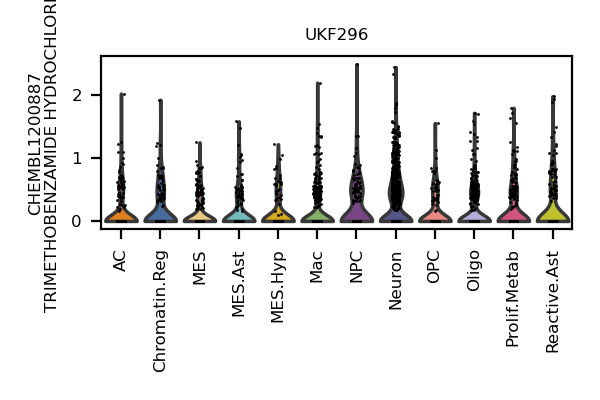 UKF296
CHEMBL1200887
TRIMETHOBENZAMIDE HYDROCHLORI
2
1
0
AC
Chromatin.Reg
MES
MES.Ast
MES.Hyp
Mac
NPC
Neuron
OPC
Oligo
Prolif.Metab
Reactive.Ast